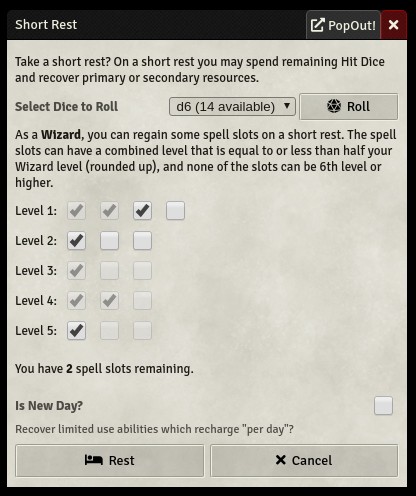 Short Rest
PopOut!
Take a short rest? On a short rest you may spend remaining Hit Dice
and recover primary or secondary resources.
Select Dice to Roll
d6 (14 available)
Roll
As a Wizard, you can regain some spell slots on a short rest. The spell
slots can have a combined level that is equal to or less than half your
Wizard level (rounded up), and none of the slots can be 6th level or
higher.
Level 1:
Level 2:
Level 3:
Level 4:
Level 5:
You have 2 spell slots remaining.
Is New Day?
Recover limited use abilities which recharge "per day"?
Rest
Cancel